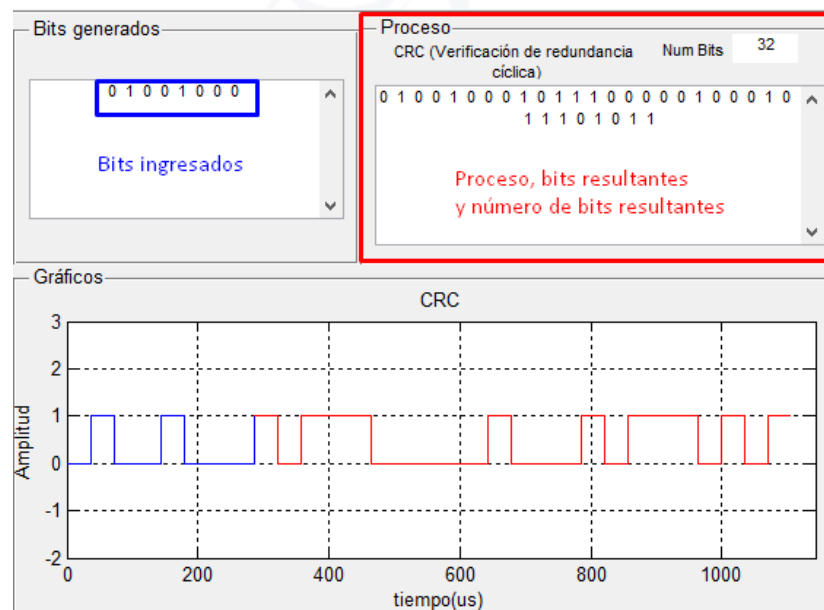 Bits generados
0 1 0 0 1 0 0 0
Bits ingresados
Proceso
CRC (Verificación de redundancia
cíclica)
Num Bits
32
0 1 0 0 1 0 0 0 1 0 1 1 1 0 0 0 0 0 1 0 0 0 1 0
1 1 1 0 1 0 1 1
Proceso, bits resultantes
y número de bits resultantes
Gráficos
CRC
Amplitud
3
2
1
0
-1
-2
0
200
400
600
800
1000
tiempo(us)